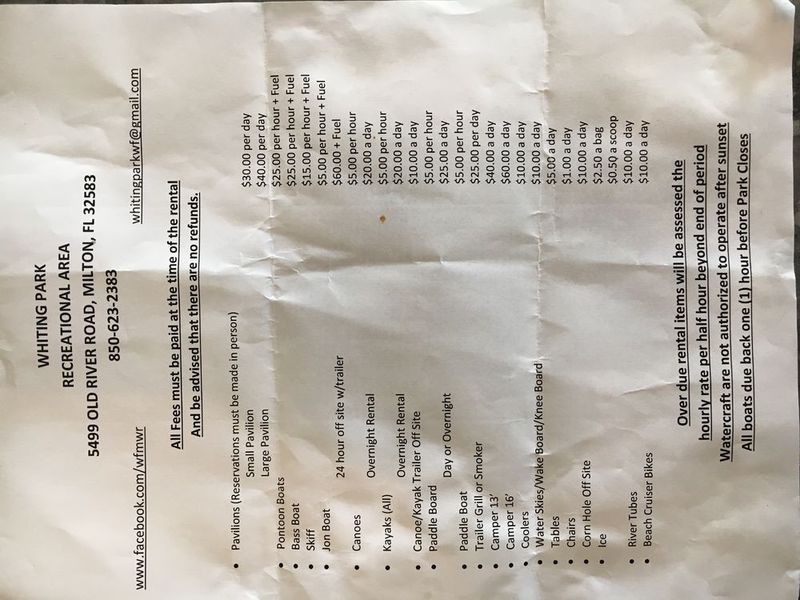 WHITING PARK
RECREATIONAL AREA
5499 OLD RIVER ROAD, MILTON, FL 32583
850-623-2383
www.facebook.com/wfmwr whitingparkwf@gmail.com
All Fees must be paid at the time of the rental
And be advised that there are no refunds.
• Pavilions (Reservations must be made in person)
Small Pavilion $30.00 per day
Large Pavilion $40.00 per day
• Pontoon Boats $25.00 per hour + Fuel
• Bass Boat $25.00 per hour + Fuel
• Skiff $15.00 per hour + Fuel
• Jon Boat $5.00 per hour + Fuel
24 hour off site w/trailer $60.00 + Fuel
• Canoes $5.00 per hour
Overnight Rental $20.00 a day
• Kayaks (All) $5.00 per hour
Overnight Rental $20.00 a day
• Canoe/Kayak Trailer Off Site $10.00 a day
• Paddle Board $5.00 per hour
Day or Overnight $25.00 a day
• Paddle Boat $5.00 per hour
• Trailer Grill or Smoker $25.00 per day
• Camper 13' $40.00 a day
• Camper 16' $60.00 a day
• Coolers $10.00 a day
• Water Skies/Wake Board/Knee Board $10.00 a day
• Tables $5.00 a day
• Chairs $1.00 a day
• Corn Hole Off Site $10.00 a day
• Ice $2.50 a bag
$0.50 a scoop
• River Tubes $10.00 a day
• Beach Cruiser Bikes $10.00 a day
Over due rental items will be assessed the
hourly rate per half hour beyond end of period
Watercraft are not authorized to operate after sunset
All boats due back one (1) hour before Park Closes